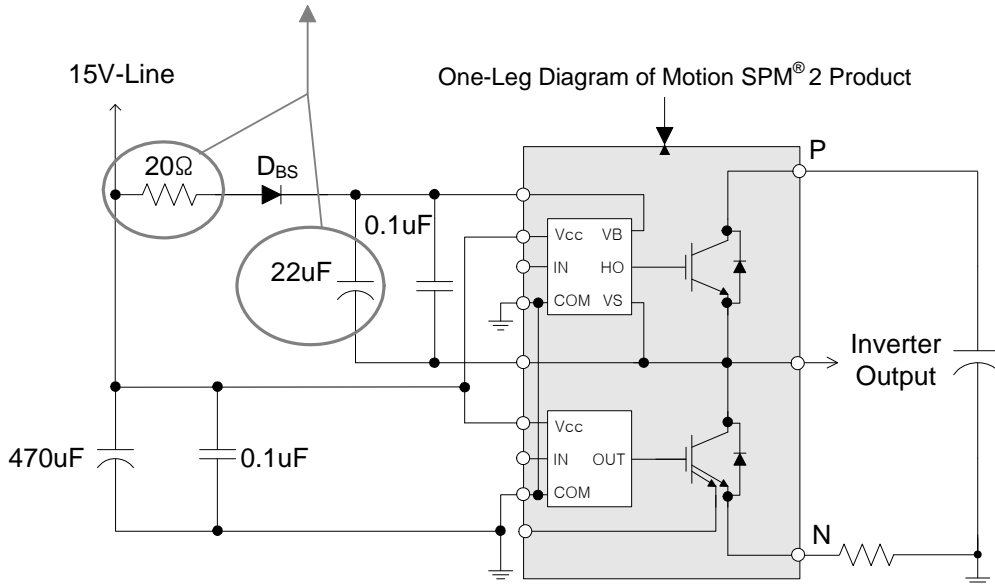 15V-Line
One-Leg Diagram of Motion SPM® 2 Product
P
20Ω
DBS
0.1uF
22uF
Vcc
VB
IN
HO
COM
VS
Inverter
Output
Vcc
IN
OUT
COM
470uF
0.1uF
N